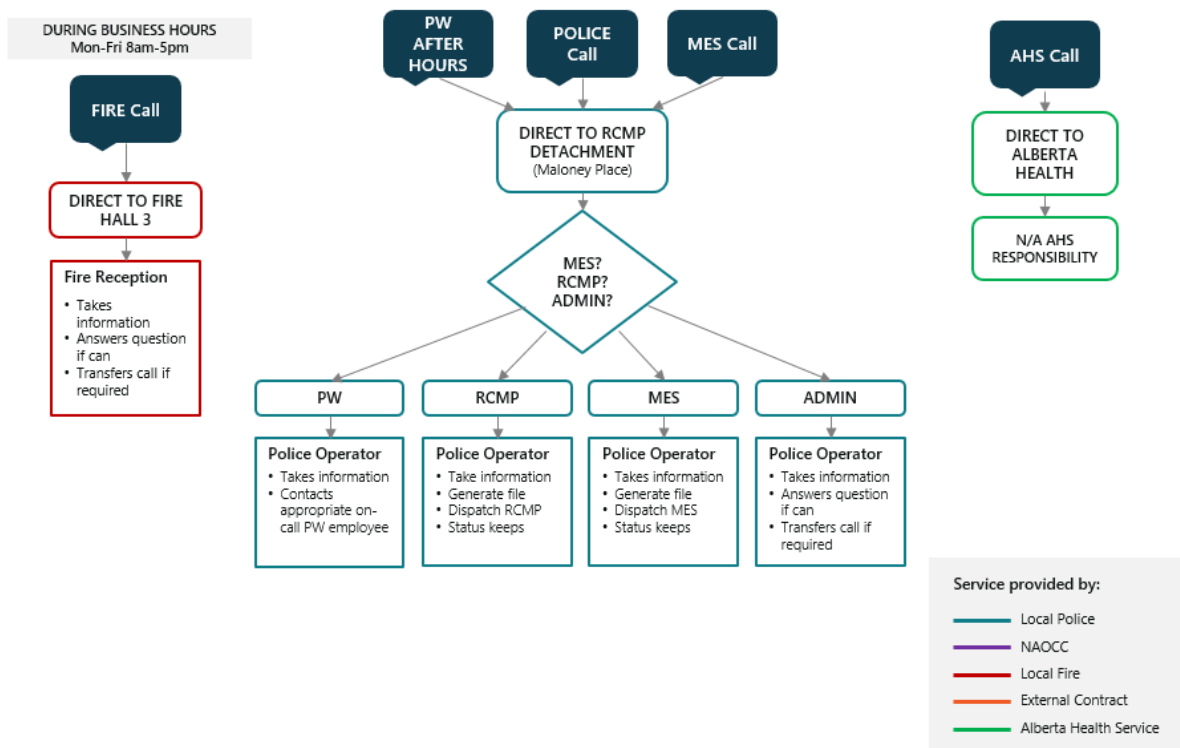 DURING BUSINESS HOURS
Mon-Fri 8am-5pm
FIRE Call
DIRECT TO FIRE
HALL 3
Fire Reception
• Takes
information
• Answers question
if can
• Transfers call if
required
PW
AFTER
HOURS
POLICE
Call
MES Call
DIRECT TO RCMP
DETACHMENT
(Maloney Place)
MES?
RCMP?
ADMIN?
PW
Police Operator
• Takes information
• Contacts
appropriate on-
call PW employee
RCMP
Police Operator
• Take information
• Generate file
• Dispatch RCMP
• Status keeps
MES
Police Operator
• Takes information
• Generate file
• Dispatch MES
• Status keeps
ADMIN
Police Operator
• Takes information
• Answers question
if can
• Transfers call if
required
AHS Call
DIRECT TO
ALBERTA
HEALTH
N/A AHS
RESPONSIBILITY
Service provided by:
Local Police
NAOCC
Local Fire
External Contract
Alberta Health Service